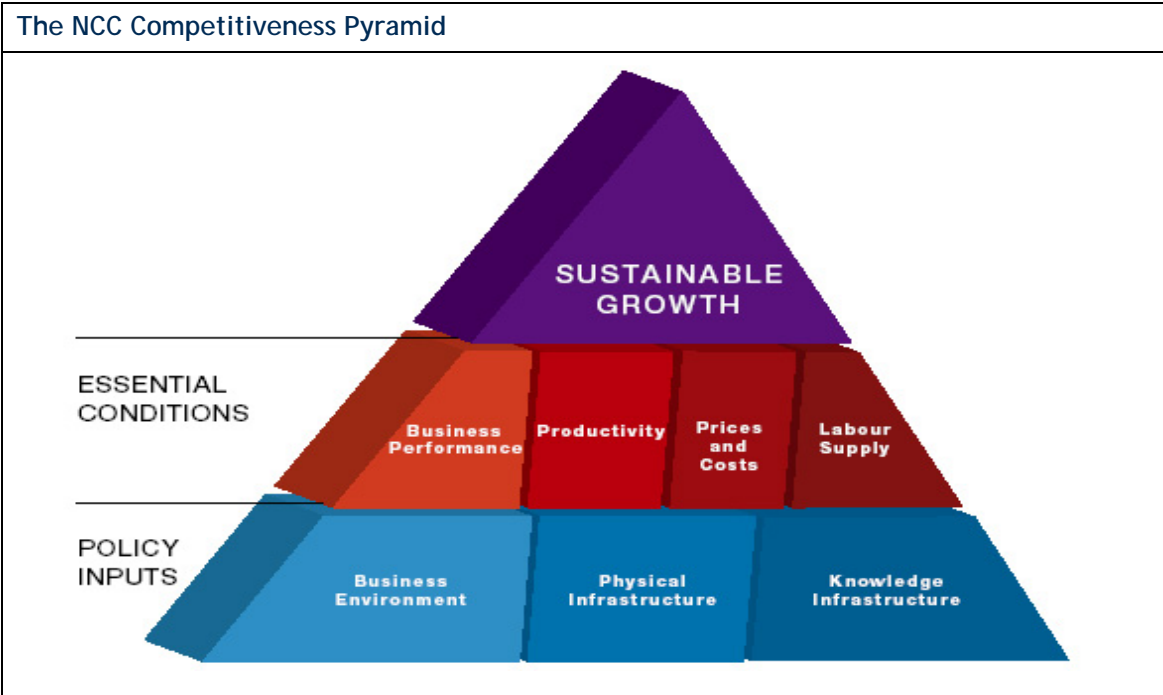 The NCC Competitiveness Pyramid
SUSTAINABLE
GROWTH
ESSENTIAL
CONDITIONS
Business
Performance
Productivity
Prices
and
Costs
Labour
Supply
POLICY
INPUTS
Business
Environment
Physical
Infrastructure
Knowledge
Infrastructure